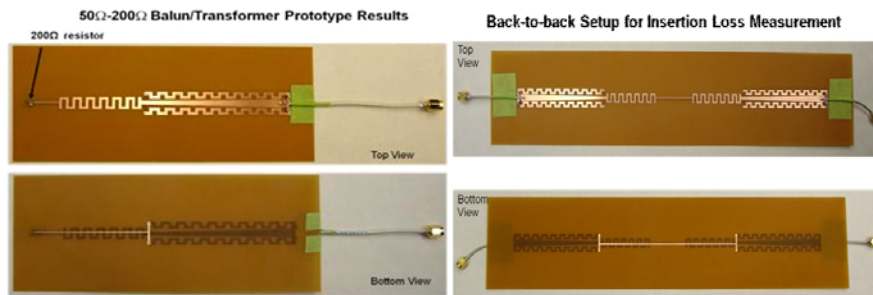 50Ω-200Ω Balun/Transformer Prototype Results
200Ω resistor
Top View
Bottom View
Back-to-back Setup for Insertion Loss Measurement
Top
View
Bottom
View